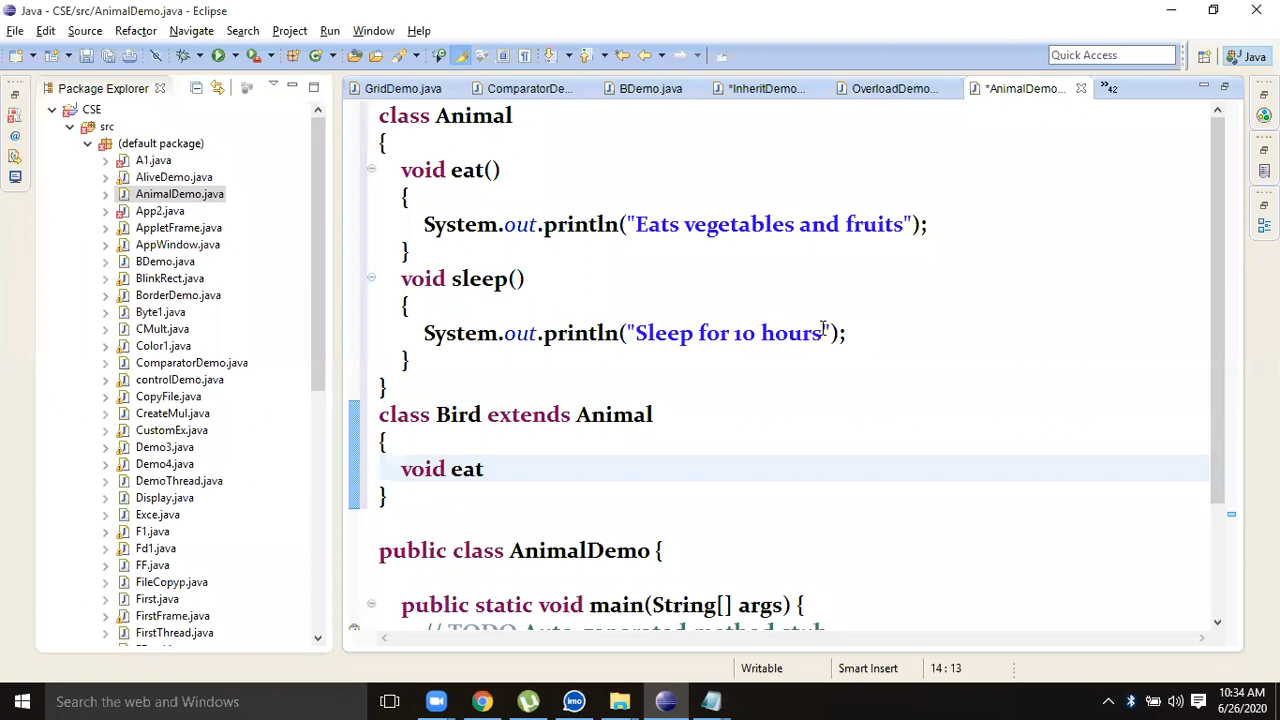 Java - CSE/src/AnimalDemo.java - Eclipse
File Edit Source Refactor Navigate Search Project Run Window Help
Quick Access
Java
Package Explorer
GridDemo.java
ComparatorDe...
BDemo.java
*InheritDemo...
OverloadDemo...
*AnimalDemo...
»42
CSE
src
(default package)
A1.java
AliveDemo.java
AnimalDemo.java
App2.java
AppletFrame.java
AppWindow.java
BDemo.java
BlinkRect.java
BorderDemo.java
Byte1.java
CMult.java
Color1.java
ComparatorDemo.java
controlDemo.java
CopyFile.java
CreateMul.java
CustomEx.java
Demo3.java
Demo4.java
DemoThread.java
Display.java
Exce.java
F1.java
Fd1.java
FF.java
FileCopyp.java
First.java
FirstFrame.java
FirstThread.java
class Animal
{
void eat()
{
System.out.println("Eats vegetables and fruits");
}
void sleep()
{
System.out.println("Sleep for 10 hours");
}
}
class Bird extends Animal
{
void eat
}
public class AnimalDemo {
public static void main(String[] args) {
// TODO Auto-generated method stub
Writable
Smart Insert
14 : 13
Search the web and Windows
imo
10:34 AM
6/26/2020